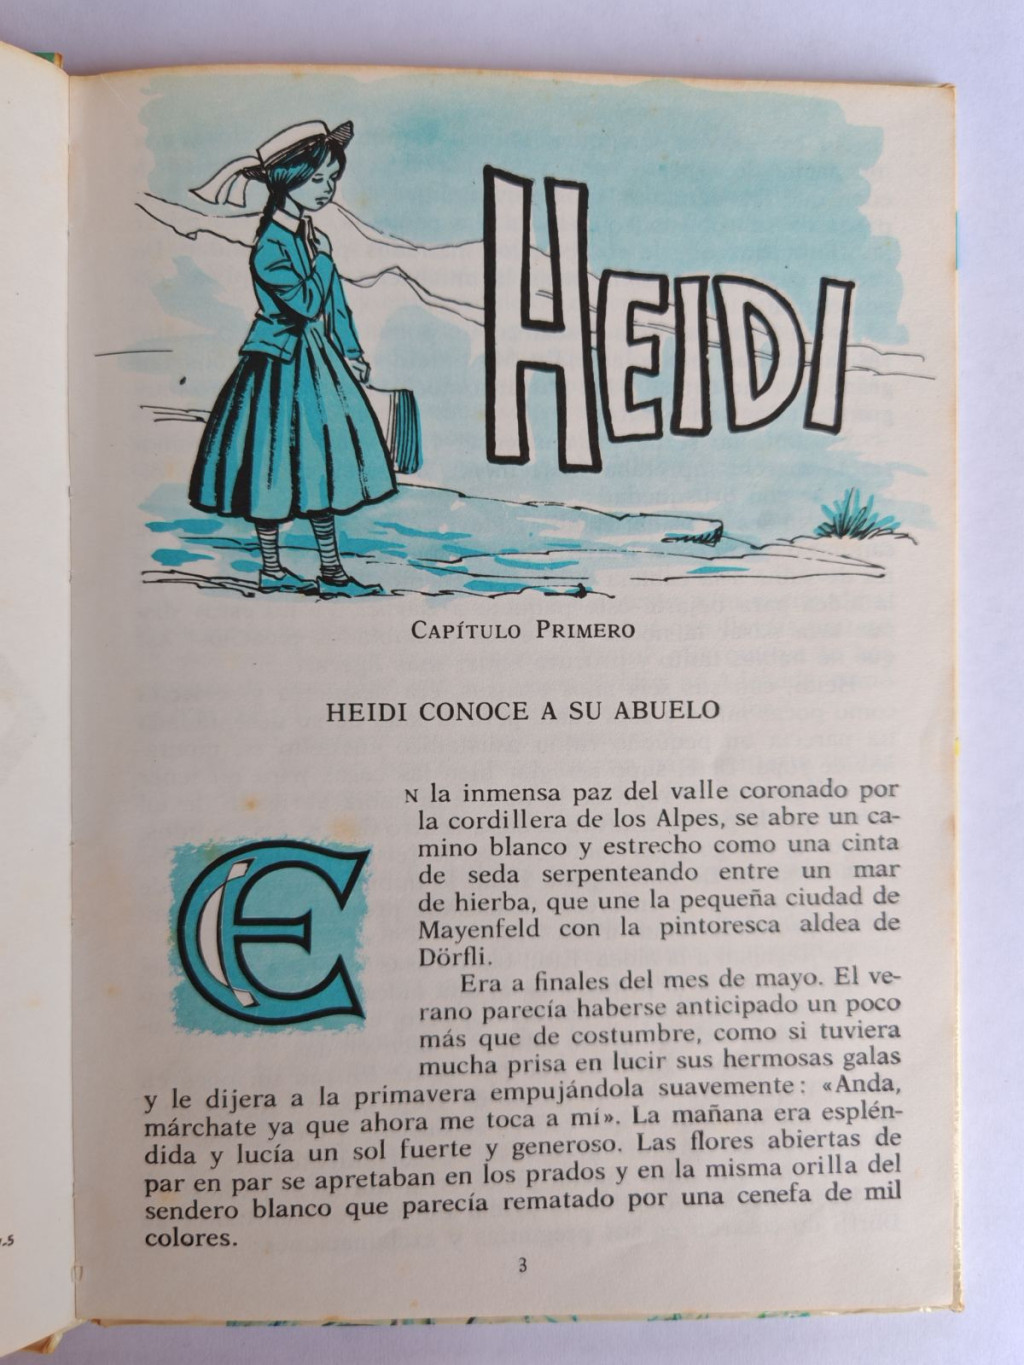 HEIDI
CAPÍTULO PRIMERO
HEIDI CONOCE A SU ABUELO
EN la inmensa paz del valle coronado por
la cordillera de los Alpes, se abre un ca-
mino blanco y estrecho como una cinta
de seda serpenteando entre un mar
de hierba, que une la pequeña ciudad de
Mayenfeld con la pintoresca aldea de
Dörfli.
Era a finales del mes de mayo. El ve-
rano parecía haberse anticipado un poco
más que de costumbre, como si tuviera
mucha prisa en lucir sus hermosas galas
y le dijera a la primavera empujándola suavemente: «Anda,
márchate ya que ahora me toca a mí». La mañana era esplén-
dida y lucía un sol fuerte y generoso. Las flores abiertas de
par en par se apretaban en los prados y en la misma orilla del
sendero blanco que parecía rematado por una cenefa de mil
colores.
3